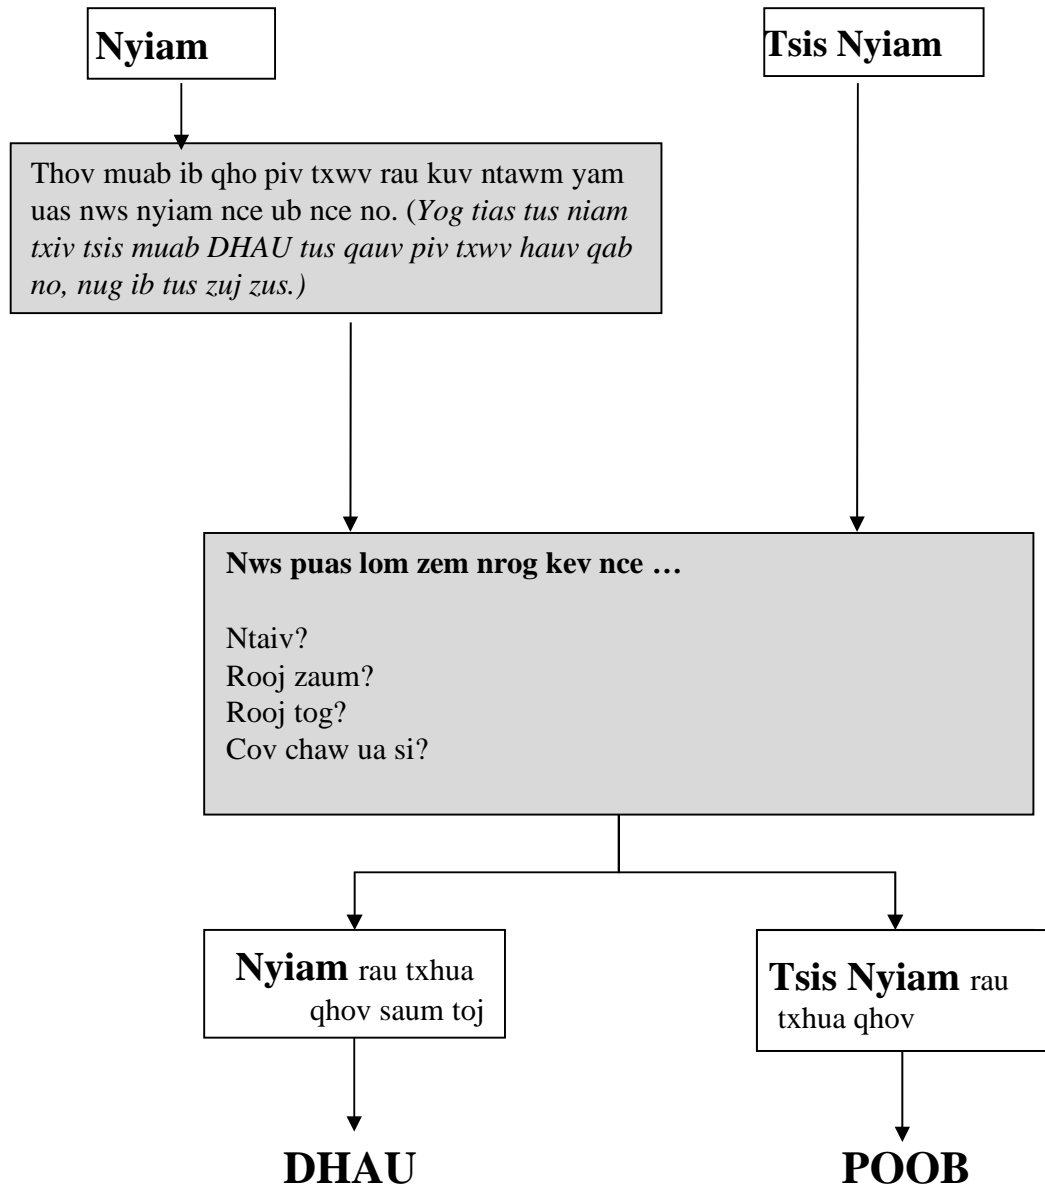 Nyiam
Tsis Nyiam
Thov muab ib qho piv txwv rau kuv ntawm yam
uas nws nyiam nce ub nce no. (Yog tias tus niam
txiv tsis muab DHAU tus qauv piv txwv hauv qab
no, nug ib tus zuj zus.)
Nws puas lom zem nrog kev nce …
Ntaiv?
Rooj zaum?
Rooj tog?
Cov chaw ua si?
Nyiam rau txhua
qhov saum toj
Tsis Nyiam rau
txhua qhov
DHAU
POOB